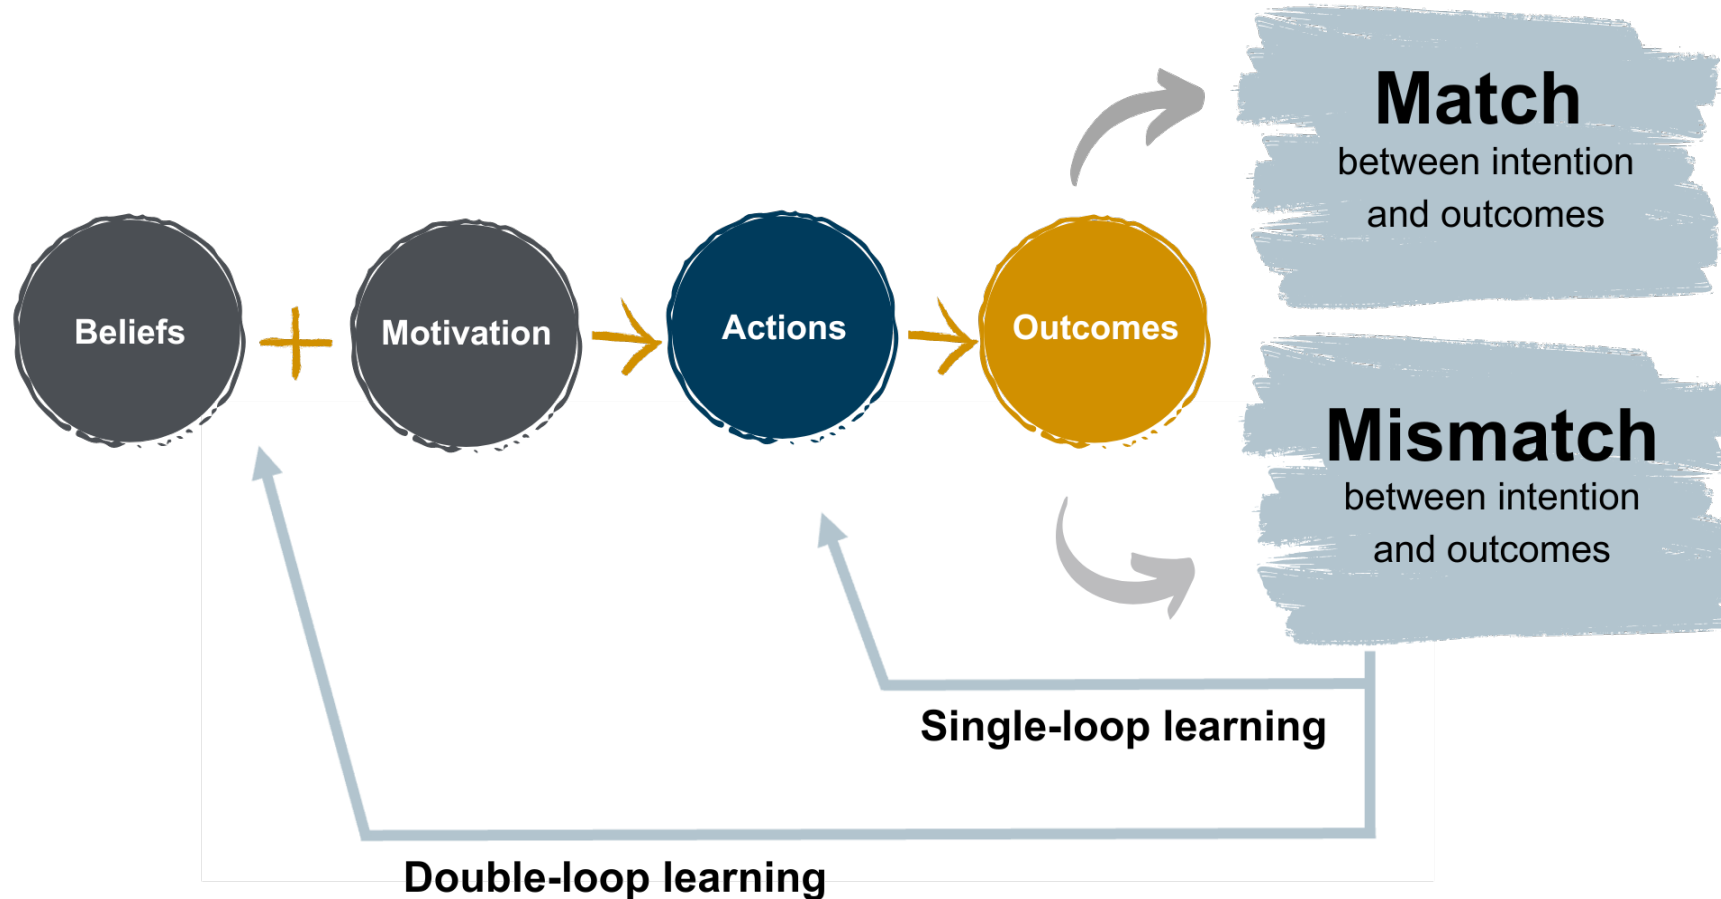 Match
between intention
and outcomes
Beliefs
Motivation
Actions
Outcomes
Mismatch
between intention
and outcomes
Single-loop learning
Double-loop learning